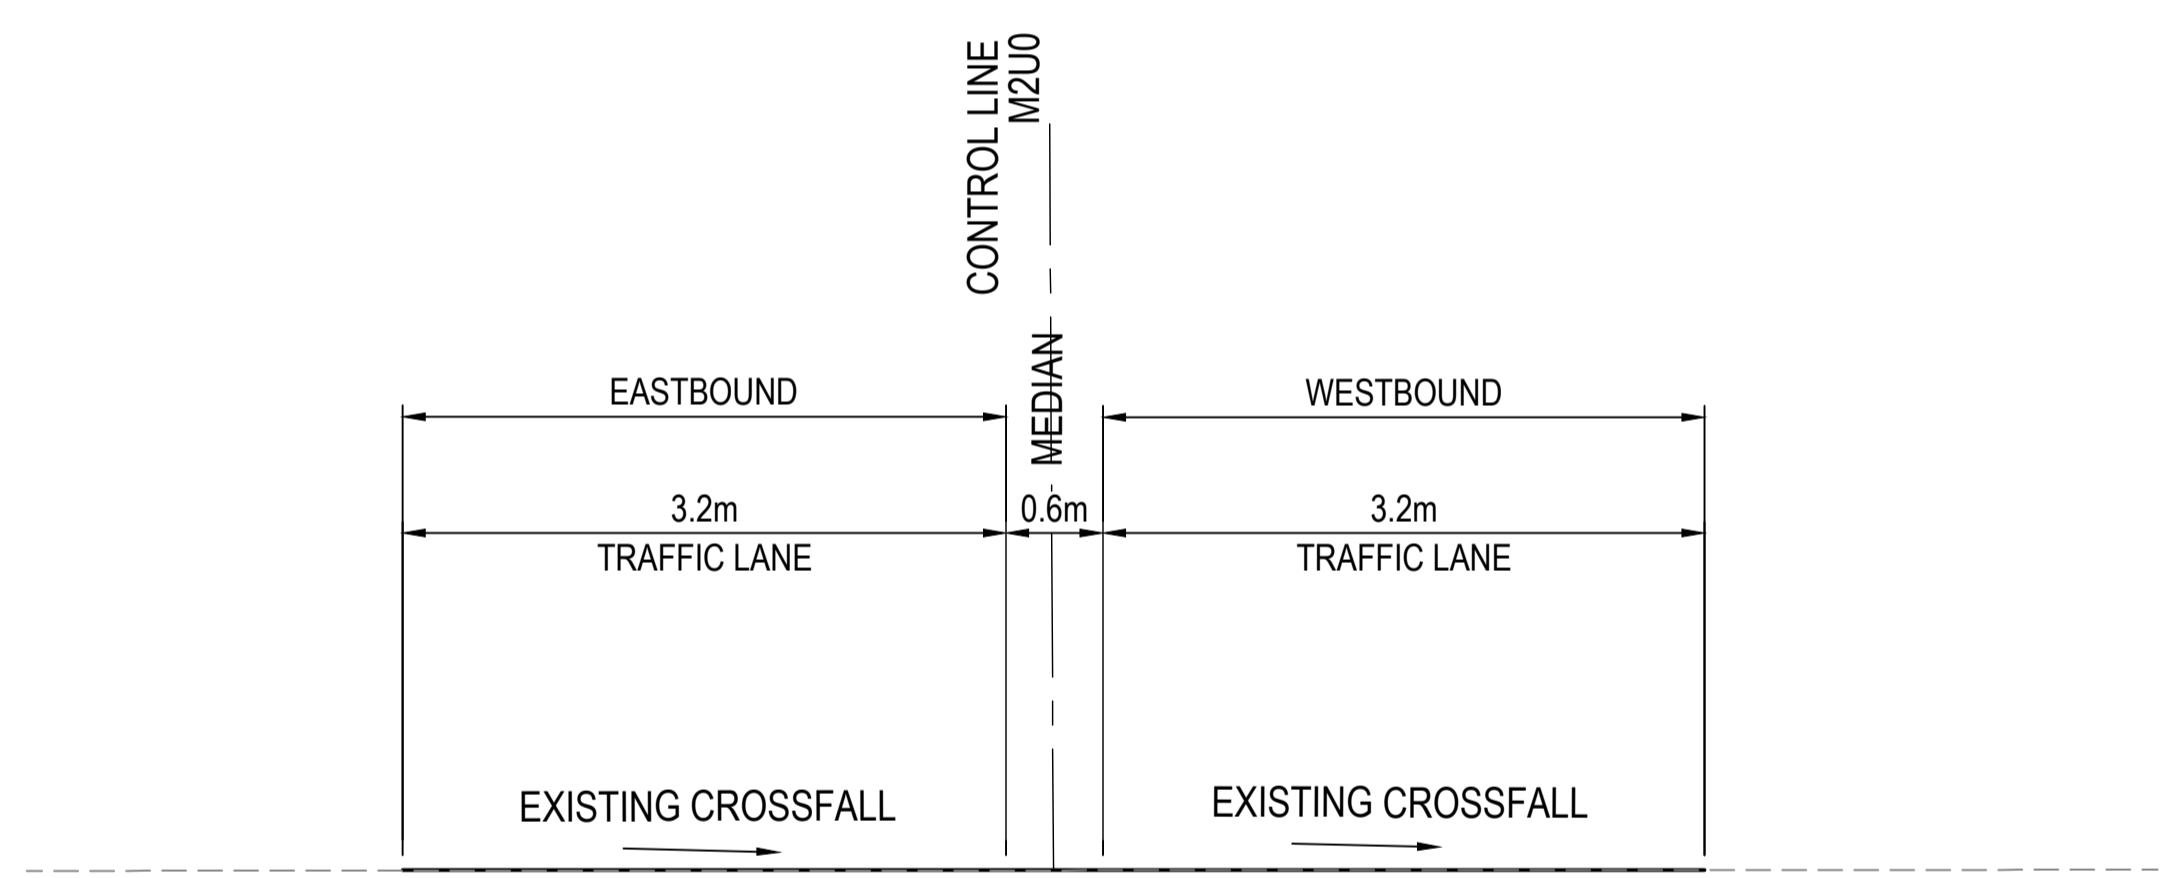 CONTROL LINE
M2U0
MEDIAN
EASTBOUND
WESTBOUND
3.2m
0.6m
3.2m
TRAFFIC LANE
TRAFFIC LANE
EXISTING CROSSFALL
EXISTING CROSSFALL